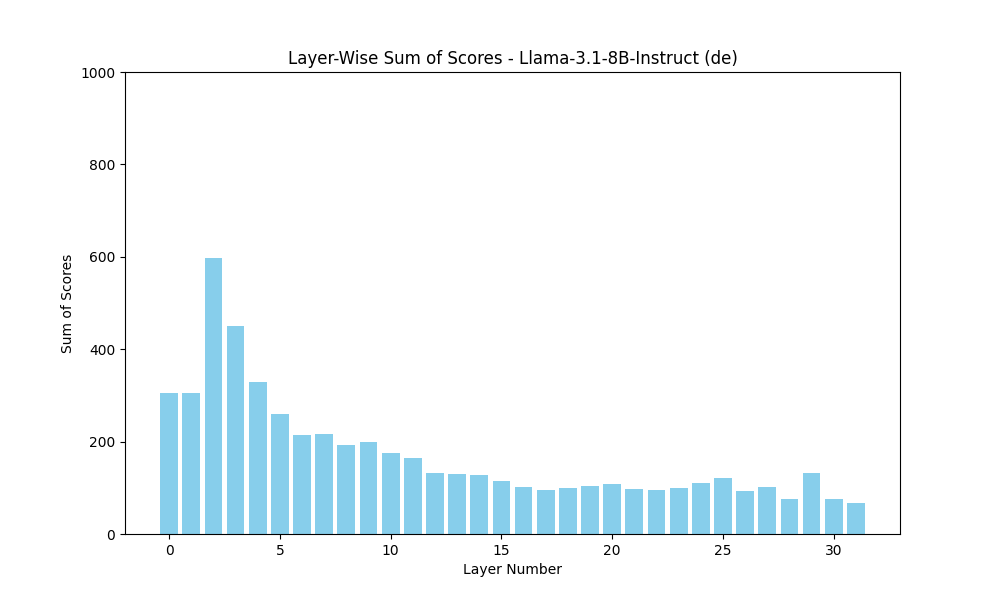 Layer-Wise Sum of Scores - Llama-3.1-8B-Instruct (de)
1000
800
600
400
200
0
Sum of Scores
0 5 10 15 20 25 30
Layer Number